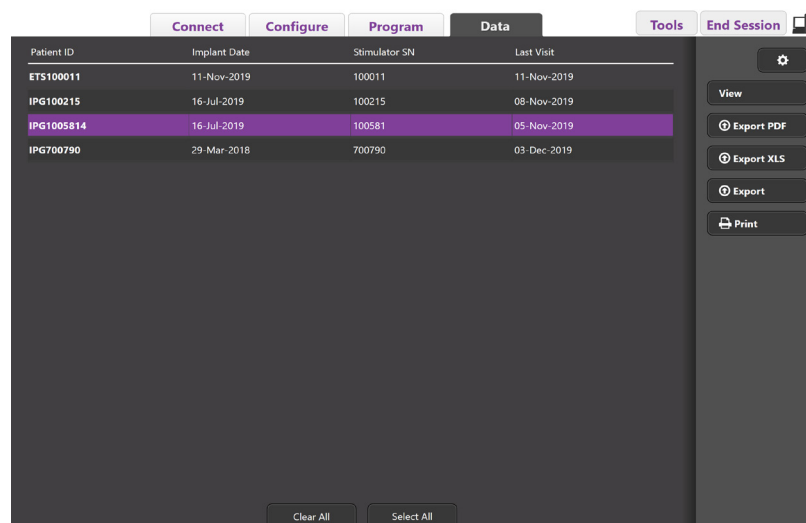 Connect Configure Program Data Tools End Session
Patient ID Implant Date Stimulator SN Last Visit
ETS100011 11-Nov-2019 100011 11-Nov-2019
IPG100215 16-Jul-2019 100215 08-Nov-2019
IPG1005814 16-Jul-2019 100581 05-Nov-2019
IPG700790 29-Mar-2018 700790 03-Dec-2019
View
Export PDF
Export XLS
Export
Print
Clear All Select All